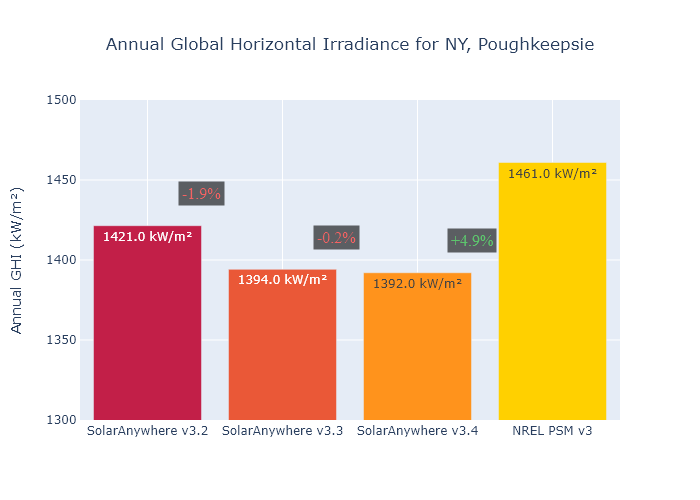 Annual Global Horizontal Irradiance for NY, Poughkeepsie
Annual GHI (kW/m²)
1500
1450
1400
1350
1300
-1.9%
-0.2%
+4.9%
1421.0 kW/m²
1394.0 kW/m²
1392.0 kW/m²
1461.0 kW/m²
SolarAnywhere v3.2
SolarAnywhere v3.3
SolarAnywhere v3.4
NREL PSM v3